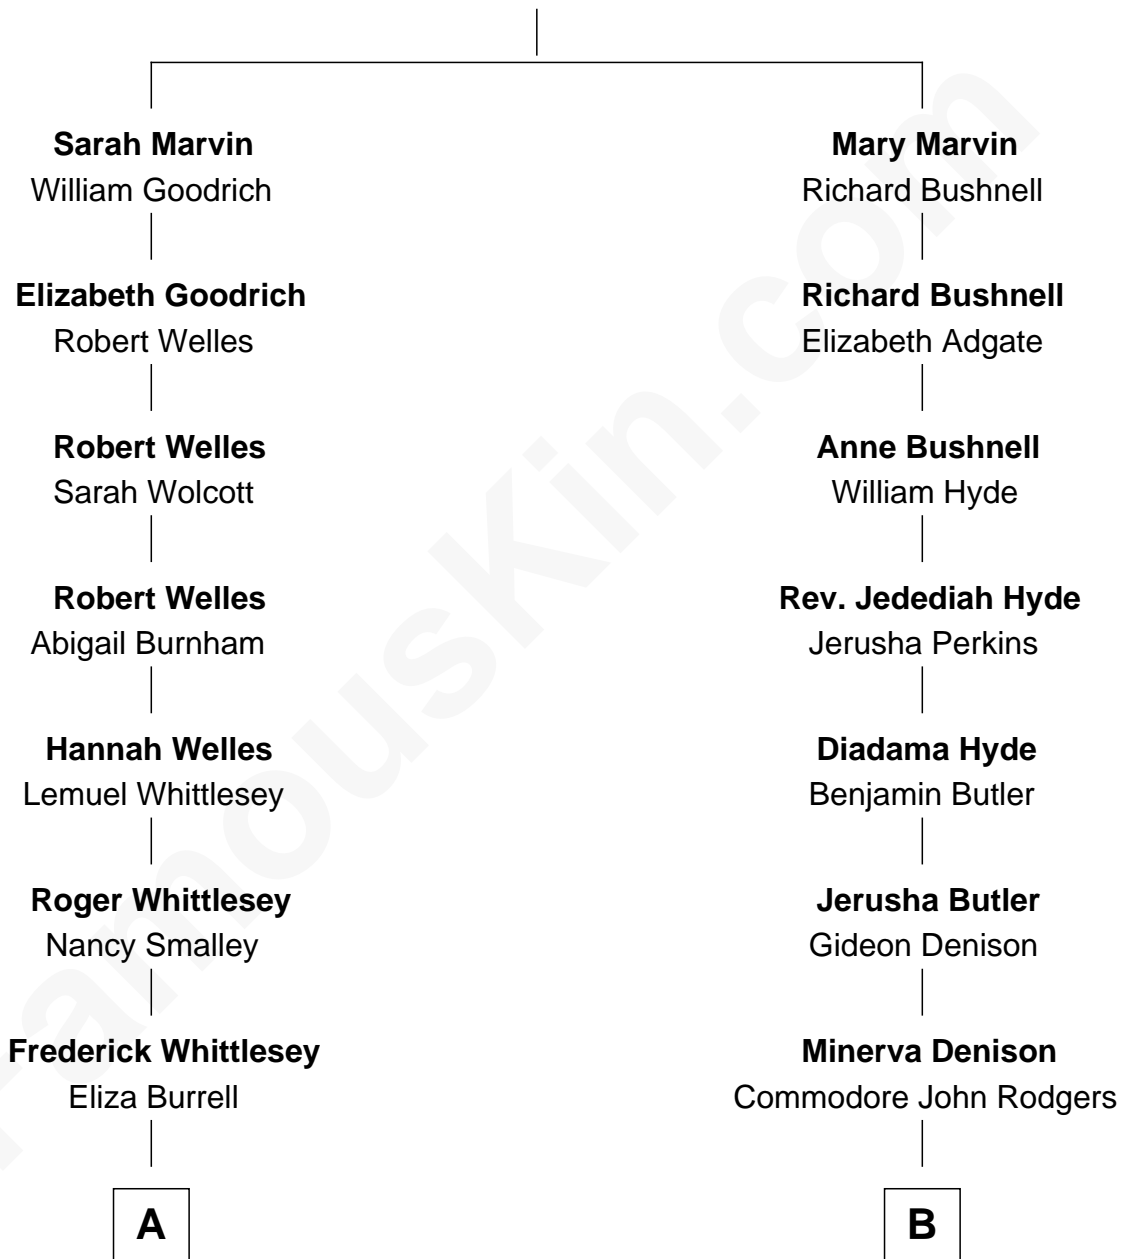 Sarah Marvin
William Goodrich
Mary Marvin
Richard Bushnell
Elizabeth Goodrich
Robert Welles
Richard Bushnell
Elizabeth Adgate
Robert Welles
Sarah Wolcott
Anne Bushnell
William Hyde
Robert Welles
Abigail Burnham
Rev. Jedediah Hyde
Jerusha Perkins
Hannah Welles
Lemuel Whittlesey
Diadama Hyde
Benjamin Butler
Roger Whittlesey
Nancy Smalley
Jerusha Butler
Gideon Denison
Frederick Whittlesey
Eliza Burrell
Minerva Denison
Commodore John Rodgers
A
B
FamousKin.com